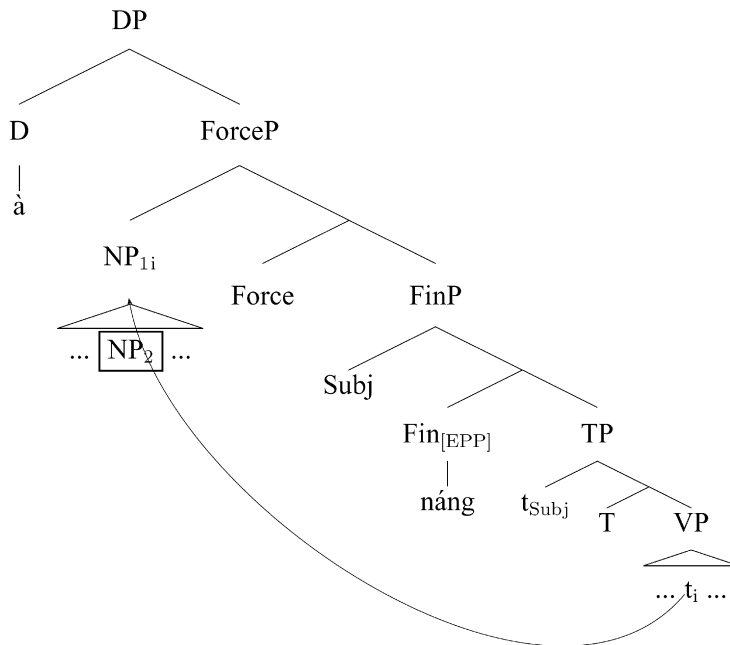 DP
D ForceP
à
NP1i
Force FinP
... NP2 ...
Subj
Fin[EPP] TP
náng tSubj
T VP
... ti ...